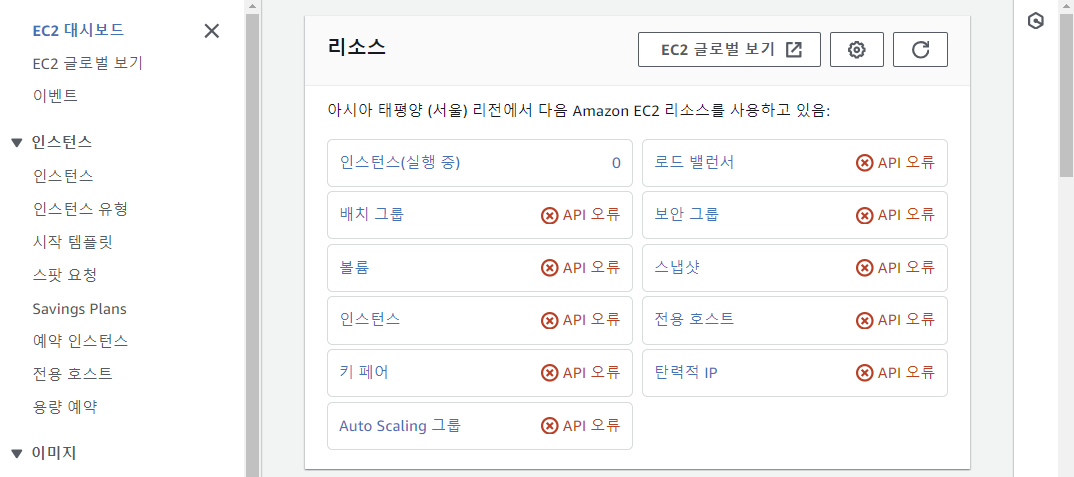 EC2 대시보드
EC2 글로벌 보기
이벤트
인스턴스
인스턴스
인스턴스 유형
시작 템플릿
스팟 요청
Savings Plans
예약 인스턴스
전용 호스트
용량 예약
이미지
리소스
EC2 글로벌 보기
아시아 태평양 (서울) 리전에서 다음 Amazon EC2 리소스를 사용하고 있음:
인스턴스(실행 중) 0
로드 밸런서 API 오류
배치 그룹 API 오류
보안 그룹 API 오류
볼륨 API 오류
스냅샷 API 오류
인스턴스 API 오류
전용 호스트 API 오류
키 페어 API 오류
탄력적 IP API 오류
Auto Scaling 그룹 API 오류